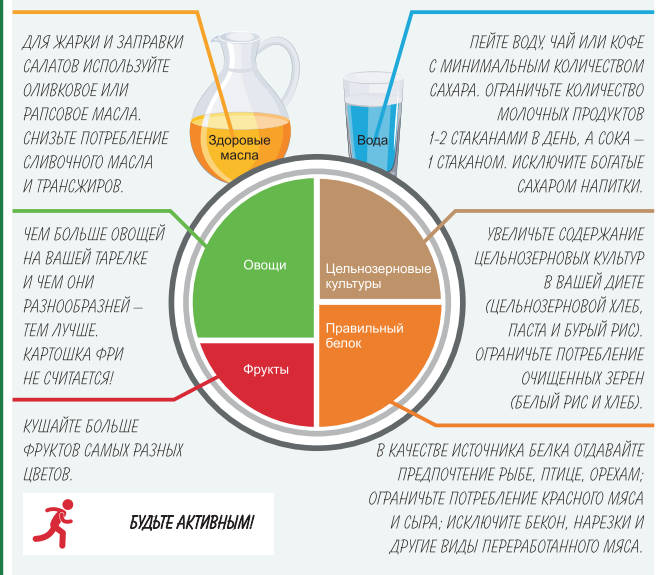 ДЛЯ ЖАРКИ И ЗАПРАВКИ
САЛАТОВ ИСПОЛЬЗУЙТЕ
ОЛИВКОВОЕ ИЛИ
РАПСОВОЕ МАСЛА.
СНИЗЬТЕ ПОТРЕБЛЕНИЕ
СЛИВОЧНОГО МАСЛА
И ТРАНСЖИРОВ.
Здоровые
масла
Вода
ПЕЙТЕ ВОДУ, ЧАЙ ИЛИ КОФЕ
С МИНИМАЛЬНЫМ КОЛИЧЕСТВОМ
САХАРА. ОГРАНИЧЬТЕ КОЛИЧЕСТВО
МОЛОЧНЫХ ПРОДУКТОВ
1-2 СТАКАНАМИ В ДЕНЬ, А СОКА –
1 СТАКАНОМ. ИСКЛЮЧИТЕ БОГАТЫЕ
САХАРОМ НАПИТКИ.
ЧЕМ БОЛЬШЕ ОВОЩЕЙ
НА ВАШЕЙ ТАРЕЛКЕ
И ЧЕМ ОНИ
РАЗНООБРАЗНЕЙ –
ТЕМ ЛУЧШЕ.
КАРТОШКА ФРИ
НЕ СЧИТАЕТСЯ!
Овощи
Цельнозерновые
культуры
Правильный
белок
Фрукты
УВЕЛИЧЬТЕ СОДЕРЖАНИЕ
ЦЕЛЬНОЗЕРНОВЫХ КУЛЬТУР
В ВАШЕЙ ДИЕТЕ
(ЦЕЛЬНОЗЕРНОВОЙ ХЛЕБ,
ПАСТА И БУРЫЙ РИС).
ОГРАНИЧЬТЕ ПОТРЕБЛЕНИЕ
ОЧИЩЕННЫХ ЗЕРЕН
(БЕЛЫЙ РИС И ХЛЕБ).
КУШАЙТЕ БОЛЬШЕ
ФРУКТОВ САМЫХ РАЗНЫХ
ЦВЕТОВ.
БУДЬТЕ АКТИВНЫМ!
В КАЧЕСТВЕ ИСТОЧНИКА БЕЛКА ОТДАВАЙТЕ
ПРЕДПОЧТЕНИЕ РЫБЕ, ПТИЦЕ, ОРЕХАМ;
ОГРАНИЧЬТЕ ПОТРЕБЛЕНИЕ КРАСНОГО МЯСА
И СЫРА; ИСКЛЮЧИТЕ БЕКОН, НАРЕЗКИ И
ДРУГИЕ ВИДЫ ПЕРЕРАБОТАННОГО МЯСА.